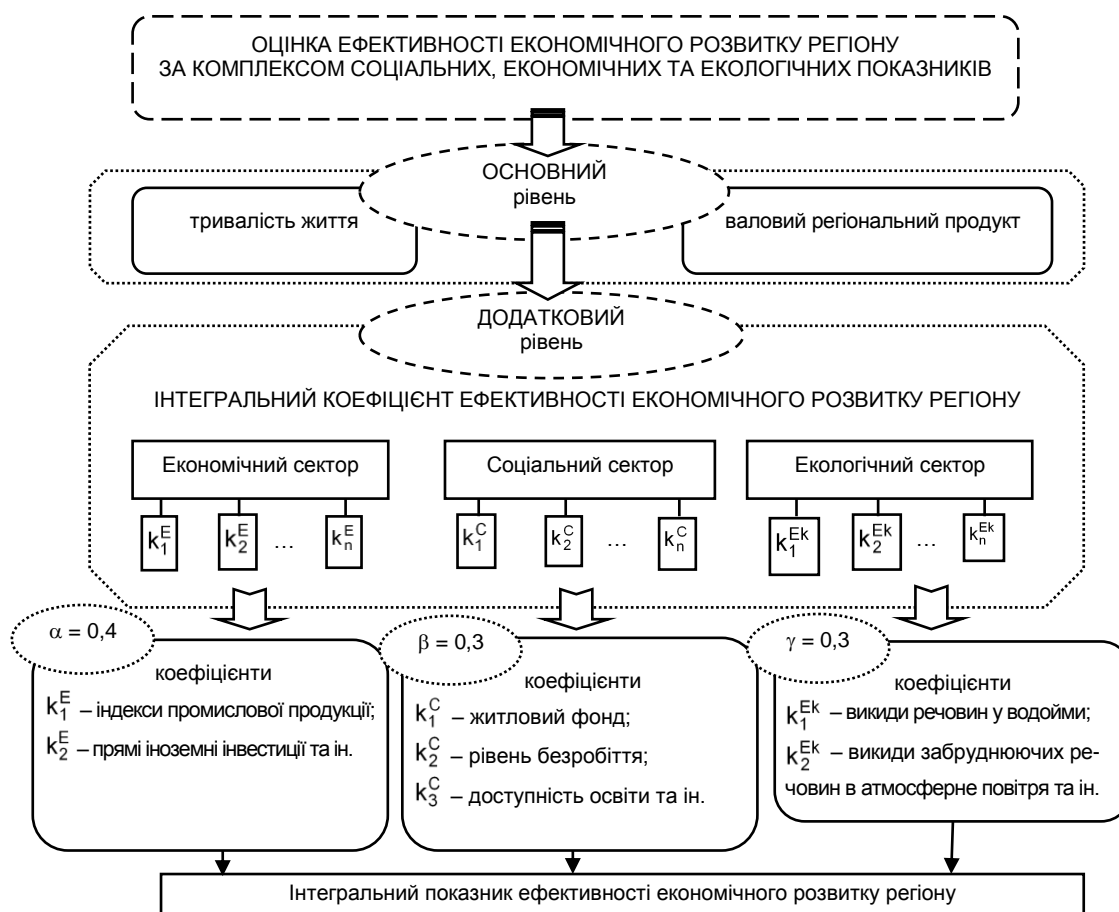 ОЦІНКА ЕФЕКТИВНОСТІ ЕКОНОМІЧНОГО РОЗВИТКУ РЕГІОНУ
ЗА КОМПЛЕКСОМ СОЦІАЛЬНИХ, ЕКОНОМІЧНИХ ТА ЕКОЛОГІЧНИХ ПОКАЗНИКІВ
ОСНОВНИЙ
рівень
тривалість життя
валовий регіональний продукт
ДОДАТКОВИЙ
рівень
ІНТЕГРАЛЬНИЙ КОЕФІЦІЄНТ ЕФЕКТИВНОСТІ ЕКОНОМІЧНОГО РОЗВИТКУ РЕГІОНУ
Економічний сектор
k₁ᴱ k₂ᴱ ... kₙᴱ
Соціальний сектор
k₁ᶜ k₂ᶜ ... kₙᶜ
Екологічний сектор
k₁ᴱᵏ k₂ᴱᵏ ... kₙᴱᵏ
α = 0,4
коефіцієнти
k₁ᴱ – індекси промислової продукції;
k₂ᴱ – прямі іноземні інвестиції та ін.
β = 0,3
коефіцієнти
k₁ᶜ – житловий фонд;
k₂ᶜ – рівень безробіття;
k₃ᶜ – доступність освіти та ін.
γ = 0,3
коефіцієнти
k₁ᴱᵏ – викиди речовин у водойми;
k₂ᴱᵏ – викиди забруднюючих ре-
човин в атмосферне повітря та ін.
Інтегральний показник ефективності економічного розвитку регіону